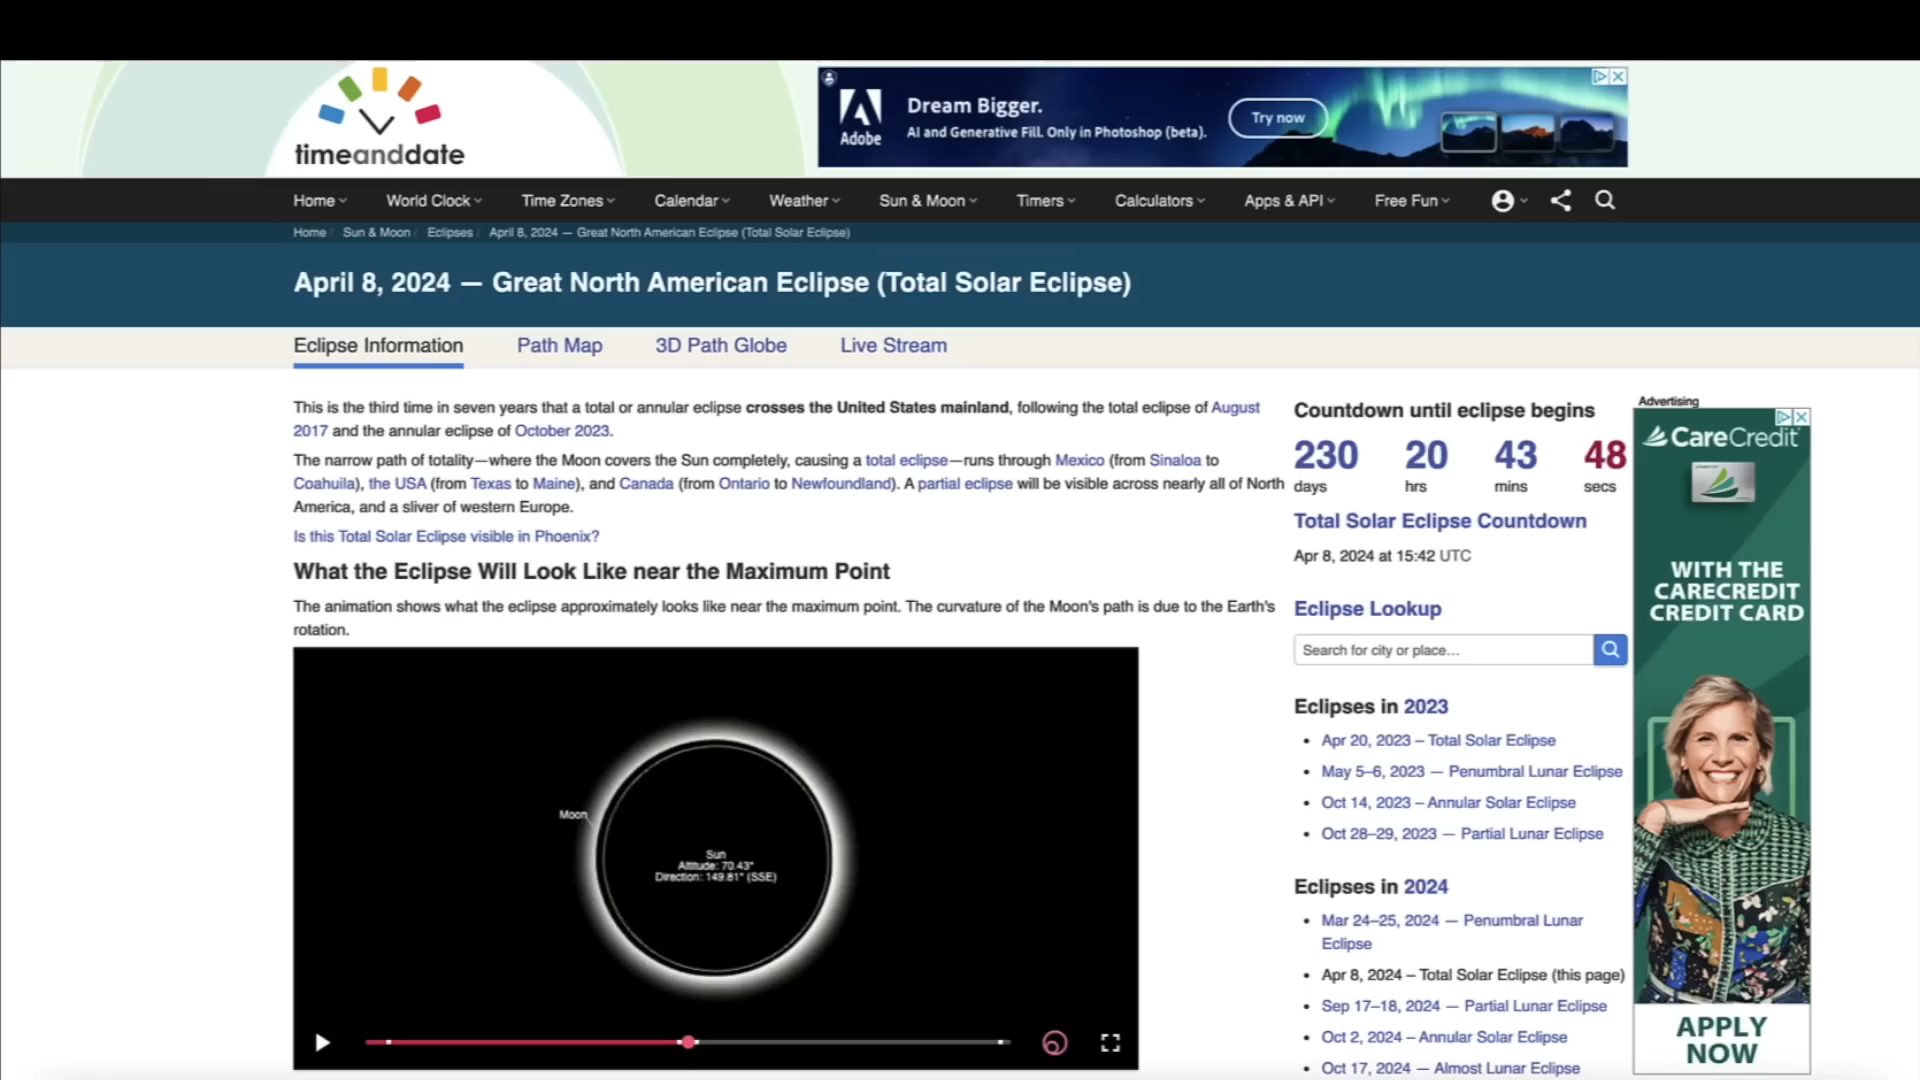 timeanddate
Adobe
Dream Bigger.
AI and Generative Fill. Only in Photoshop (beta).
Try now
Home
World Clock
Time Zones
Calendar
Weather
Sun & Moon
Timers
Calculators
Apps & API
Free Fun
Home / Sun & Moon / Eclipses / April 8, 2024 — Great North American Eclipse (Total Solar Eclipse)
April 8, 2024 — Great North American Eclipse (Total Solar Eclipse)
Eclipse Information
Path Map
3D Path Globe
Live Stream
This is the third time in seven years that a total or annular eclipse crosses the United States mainland, following the total eclipse of August
2017 and the annular eclipse of October 2023.
The narrow path of totality—where the Moon covers the Sun completely, causing a total eclipse—runs through Mexico (from Sinaloa to
Coahuila), the USA (from Texas to Maine), and Canada (from Ontario to Newfoundland). A partial eclipse will be visible across nearly all of North
America, and a sliver of western Europe.
Is this Total Solar Eclipse visible in Phoenix?
What the Eclipse Will Look Like near the Maximum Point
The animation shows what the eclipse approximately looks like near the maximum point. The curvature of the Moon's path is due to the Earth's
rotation.
Moon
Sun
Altitude: 70.43°
Direction: 149.81° (SSE)
Countdown until eclipse begins
230 20 43 48
days hrs mins secs
Total Solar Eclipse Countdown
Apr 8, 2024 at 15:42 UTC
Eclipse Lookup
Search for city or place...
Eclipses in 2023
• Apr 20, 2023 – Total Solar Eclipse
• May 5–6, 2023 — Penumbral Lunar Eclipse
• Oct 14, 2023 – Annular Solar Eclipse
• Oct 28–29, 2023 — Partial Lunar Eclipse
Eclipses in 2024
• Mar 24–25, 2024 — Penumbral Lunar
Eclipse
• Apr 8, 2024 – Total Solar Eclipse (this page)
• Sep 17–18, 2024 — Partial Lunar Eclipse
• Oct 2, 2024 – Annular Solar Eclipse
• Oct 17, 2024 – Almost Lunar Eclipse
Advertising
CareCredit
WITH THE
CARECREDIT
CREDIT CARD
APPLY
NOW